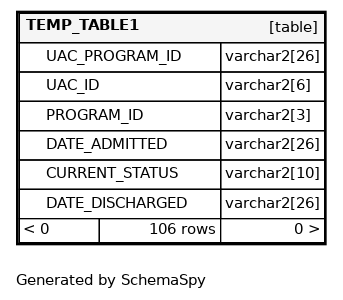 TEMP_TABLE1 [table]
UAC_PROGRAM_ID varchar2[26]
UAC_ID varchar2[6]
PROGRAM_ID varchar2[3]
DATE_ADMITTED varchar2[26]
CURRENT_STATUS varchar2[10]
DATE_DISCHARGED varchar2[26]
< 0 106 rows 0 >
Generated by SchemaSpy